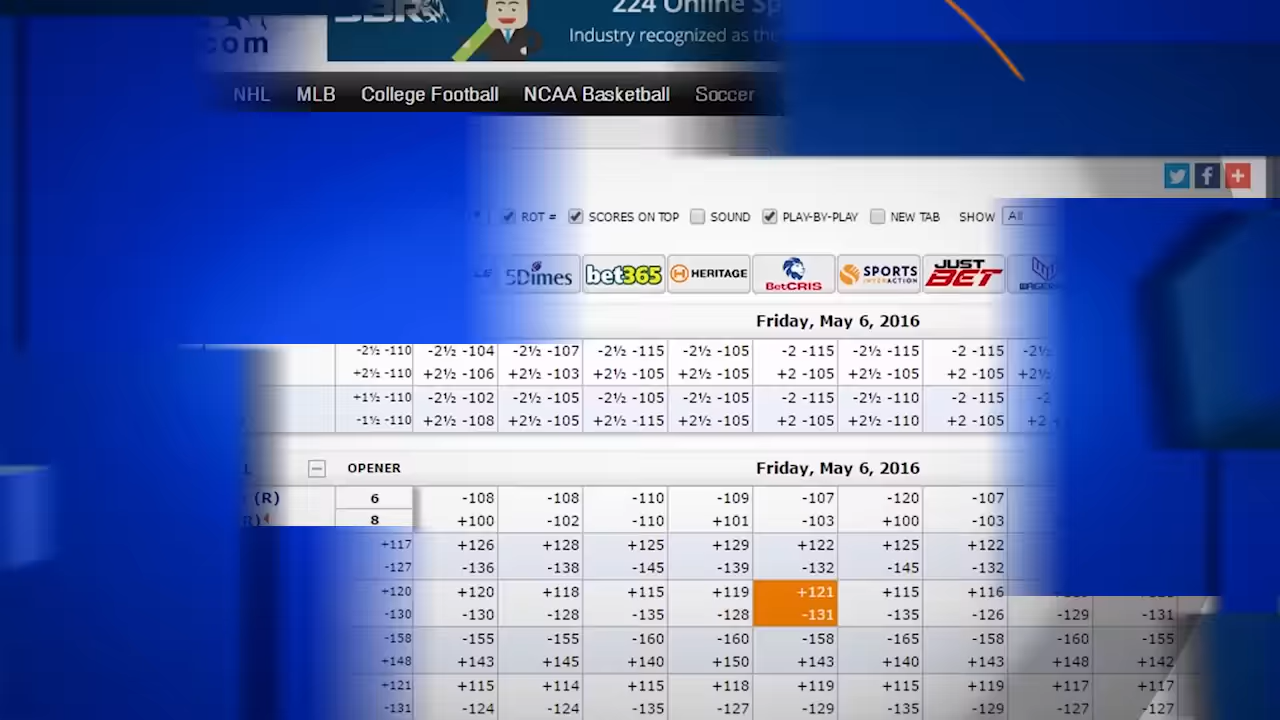 SBR 224 Online Sp
com Industry recognized as the
NHL MLB College Football NCAA Basketball Soccer
ROT # SCORES ON TOP SOUND PLAY-BY-PLAY NEW TAB SHOW All
5Dimes bet365 HERITAGE BetCRIS SPORTS INTERACTION JUST BET
Friday, May 6, 2016
-2½ -110 -2½ -104 -2½ -107 -2½ -115 -2½ -105 -2 -115 -2½ -115 -2 -115 -2½
+2½ -110 +2½ -106 +2½ -103 +2½ -105 +2½ -105 +2 -105 +2½ -105 +2 -105 +2½
+1½ -110 -2½ -102 -2½ -105 -2½ -105 -2½ -105 -2 -115 -2½ -110 -2 -115 -2
-1½ -110 +2½ -108 +2½ -105 +2½ -115 +2½ -105 +2 -105 +2½ -110 +2 -105 +2
OPENER Friday, May 6, 2016
(R) 6 -108 -108 -110 -109 -107 -120 -107
R) 8 +100 -102 -110 +101 -103 +100 -103
+117 +126 +128 +125 +129 +122 +125 +122
-127 -136 -138 -145 -139 -132 -145 -132
+120 +120 +118 +115 +119 +121 +115 +116
-130 -130 -128 -135 -128 -131 -135 -126 -129 -131
-158 -155 -155 -160 -160 -158 -165 -158 -160 -155
+148 +143 +145 +140 +150 +143 +140 +143 +148 +142
+121 +115 +114 +115 +118 +119 +115 +119 +117 +117
-131 -124 -124 -135 -127 -129 -135 -129 -127 -127